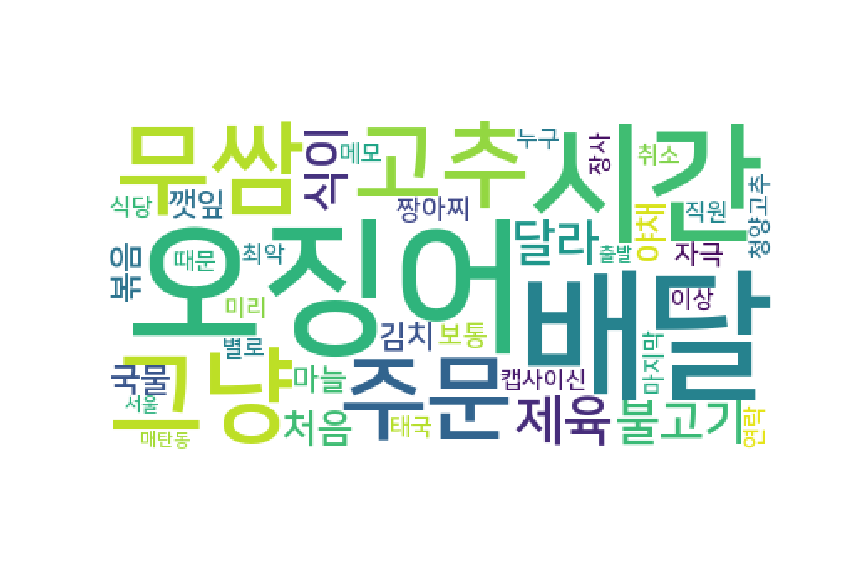 무쌈
식이
메모
고추
누구
시간
장사
취소
식당
깻잎
짱아찌
달라
야채
직원
청양고추
볶음
오징어
때문
최악
출발
자극
미리
배달
이상
별로
김치
보통
마지막
국물
그냥
마늘
주문
캡사이신
서울
처음
태국
제육
불고기
연락
매탄동